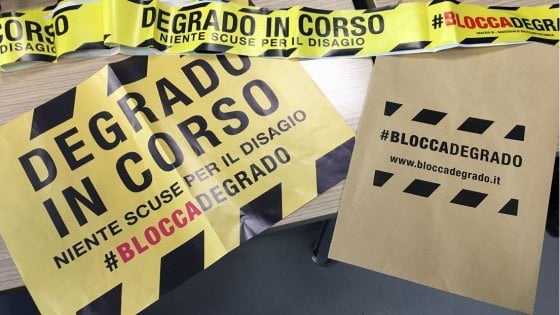 DEGRADO IN CORSO
NIENTE SCUSE PER IL DISAGIO
#BLOCCADEGRADO
DEGRADO
IN CORSO
NIENTE SCUSE PER IL DISAGIO
#BLOCCADEGRADO
#BLOCCADEGRADO
www.bloccadegrado.it